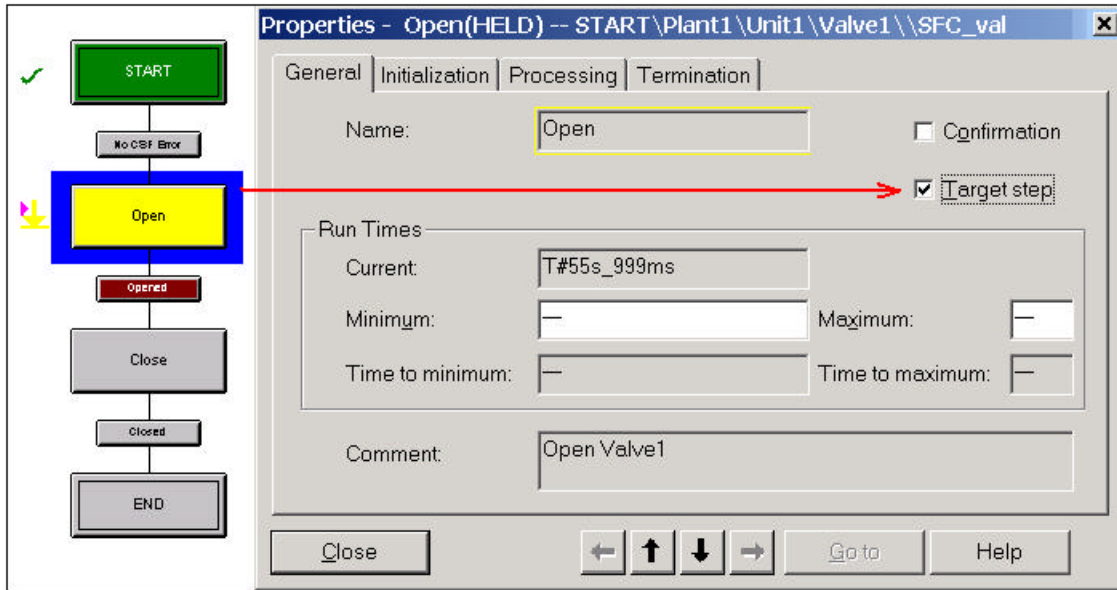 START
No CSF Error
Open
Opened
Close
Closed
END
Properties - Open(HELD) -- START\Plant1\Unit1\Valve1\\SFC_val
General Initialization Processing Termination
Name: Open Confirmation
Target step
Run Times
Current: T#55s_999ms
Minimum: — Maximum: —
Time to minimum: — Time to maximum: —
Comment: Open Valve1
Close Go to Help